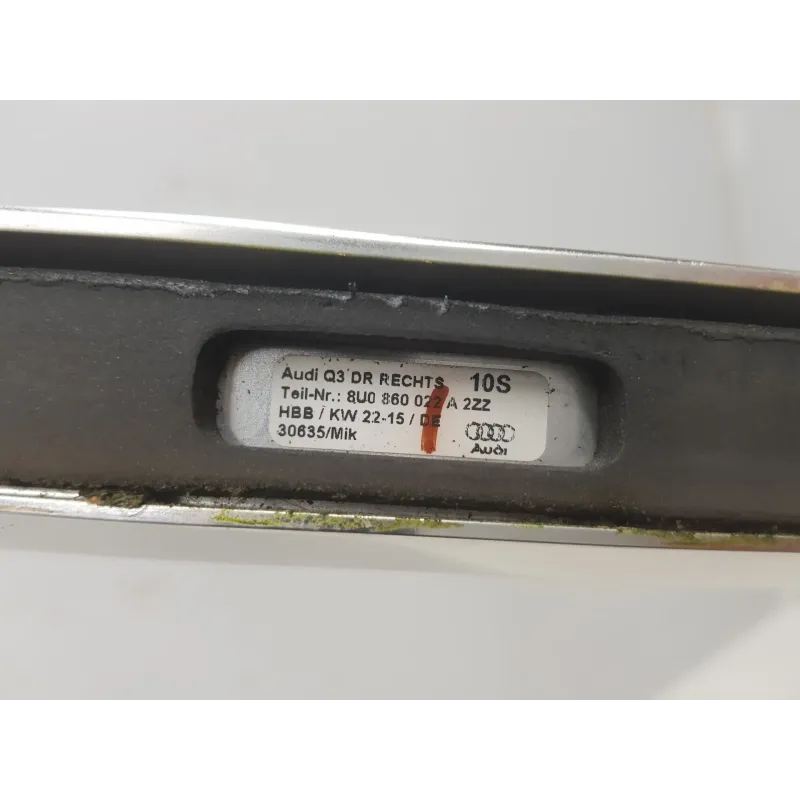 Audi Q3 DR RECHTS 10S
Teil-Nr.: 8U0 860 022 A 2ZZ
HBB / KW 22-15 / DE
30635/Mik
Audi